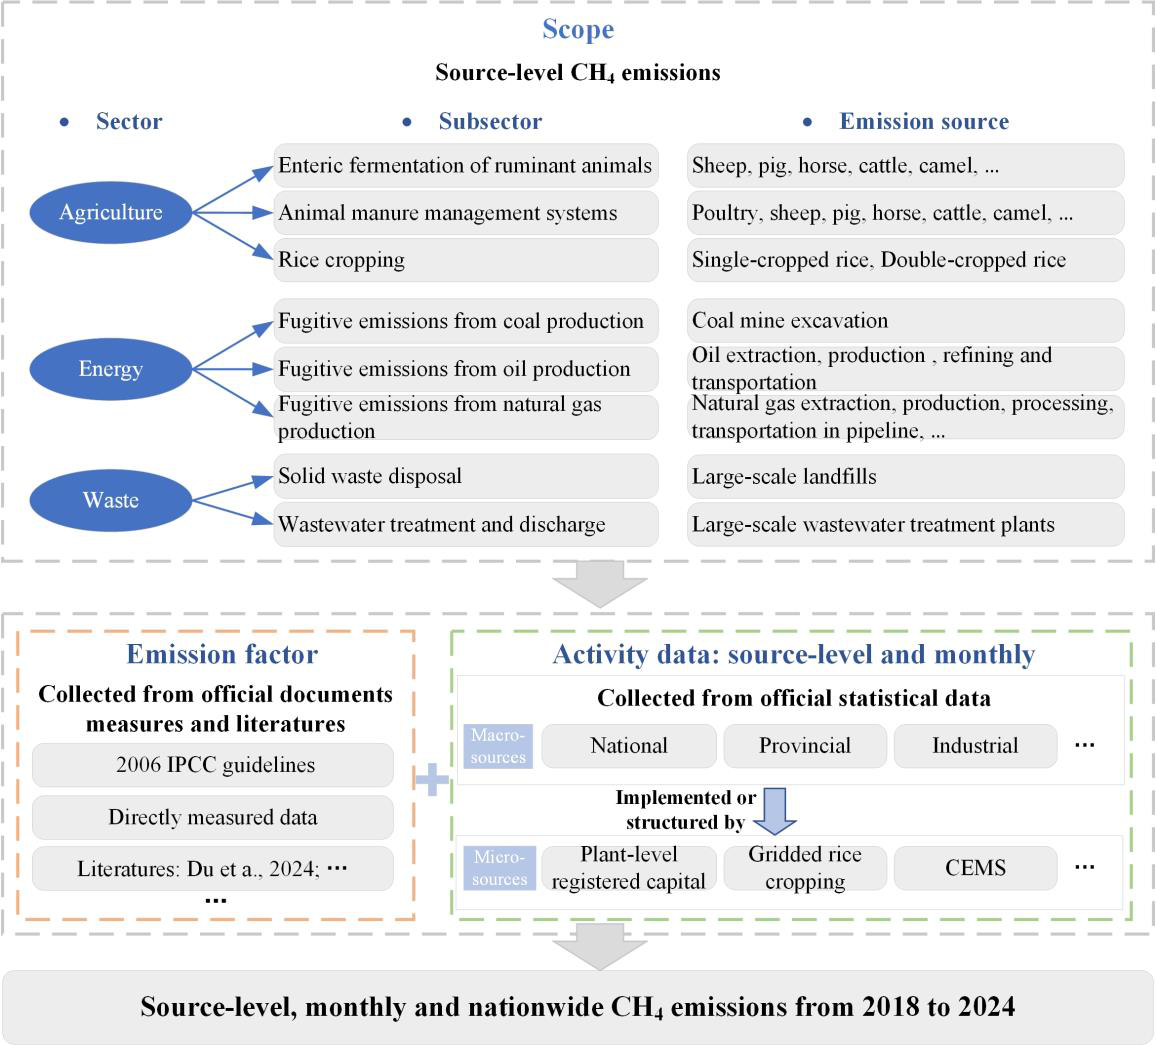 Scope
Source-level CH₄ emissions
• Sector
• Subsector
• Emission source
Agriculture
Enteric fermentation of ruminant animals
Sheep, pig, horse, cattle, camel, ...
Animal manure management systems
Poultry, sheep, pig, horse, cattle, camel, ...
Rice cropping
Single-cropped rice, Double-cropped rice
Energy
Fugitive emissions from coal production
Coal mine excavation
Fugitive emissions from oil production
Oil extraction, production , refining and
transportation
Fugitive emissions from natural gas
production
Natural gas extraction, production, processing,
transportation in pipeline, ...
Waste
Solid waste disposal
Large-scale landfills
Wastewater treatment and discharge
Large-scale wastewater treatment plants
Emission factor
Collected from official documents
measures and literatures
2006 IPCC guidelines
Directly measured data
Literatures: Du et a., 2024; ···
···
+
Activity data: source-level and monthly
Collected from official statistical data
Macro-
sources
National
Provincial
Industrial
···
Implemented or
structured by
Micro-
sources
Plant-level
registered capital
Gridded rice
cropping
CEMS
···
Source-level, monthly and nationwide CH₄ emissions from 2018 to 2024